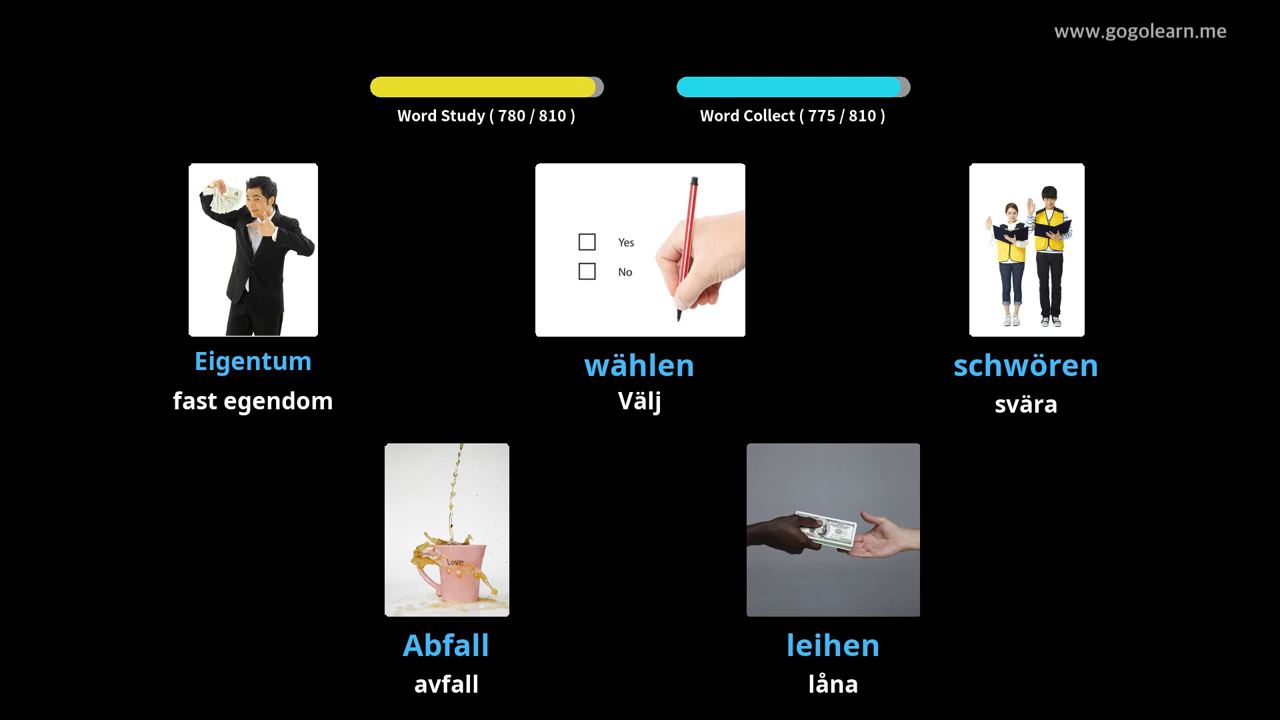 www.gogolearn.me
Word Study ( 780 / 810 )
Word Collect ( 775 / 810 )
Yes
No
Eigentum
fast egendom
wählen
Välj
schwören
svära
love
Abfall
avfall
leihen
låna